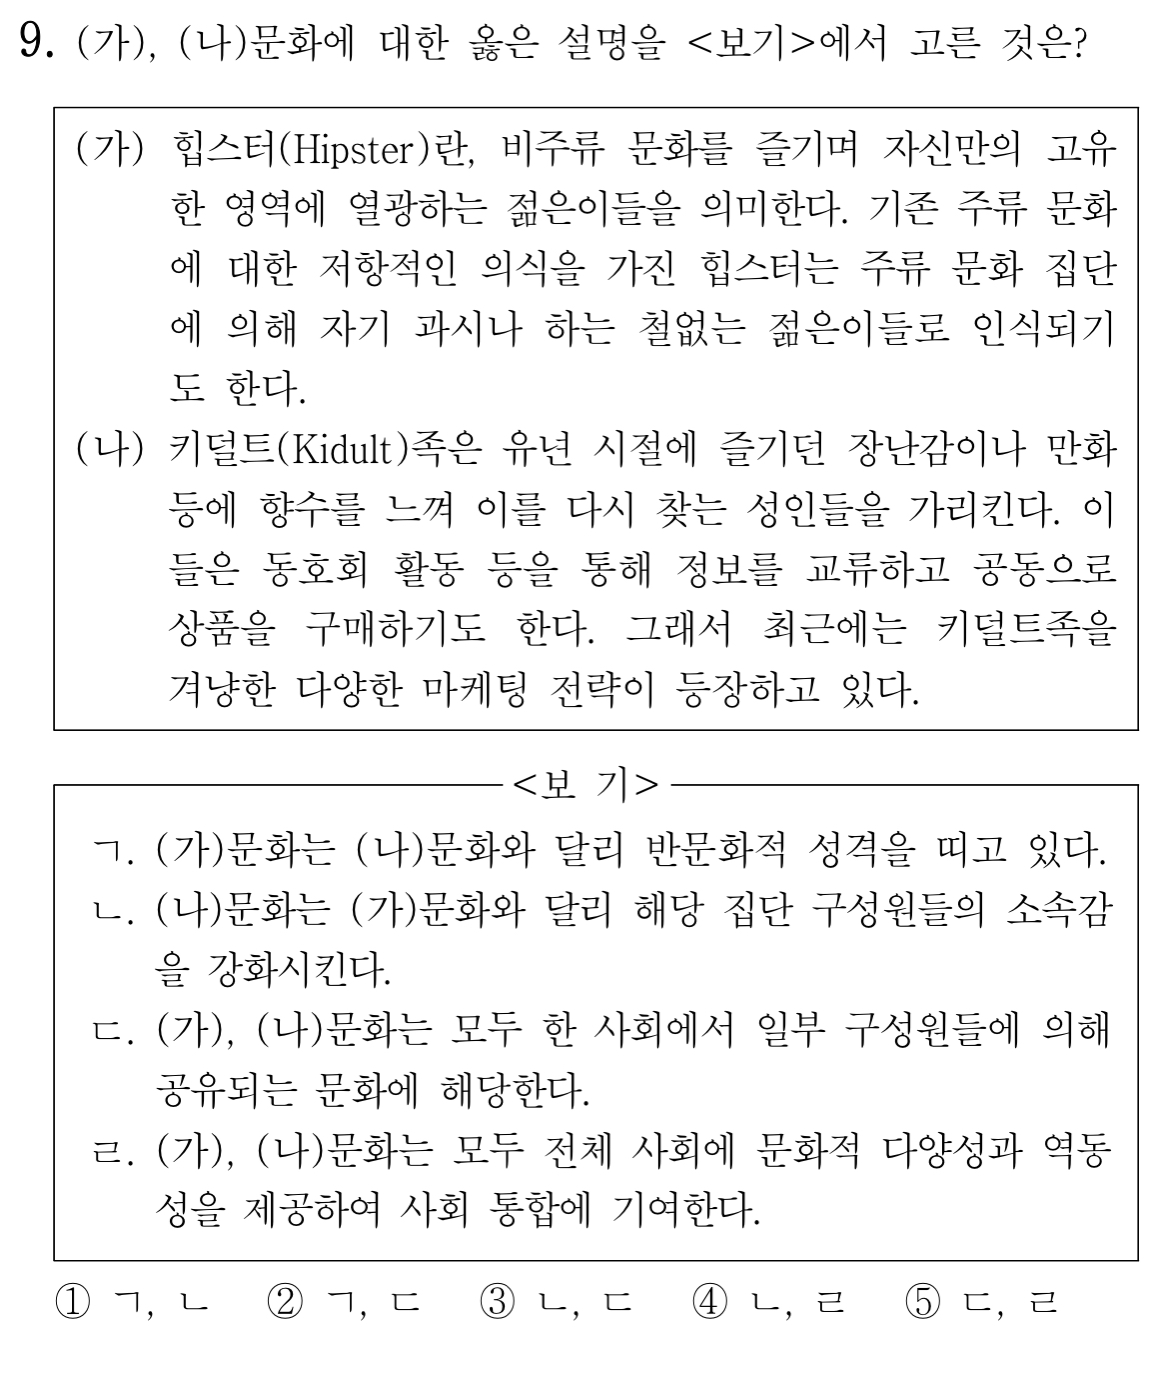 9. (가), (나)문화에 대한 옳은 설명을 <보기>에서 고른 것은?
(가) 힙스터(Hipster)란, 비주류 문화를 즐기며 자신만의 고유
한 영역에 열광하는 젊은이들을 의미한다. 기존 주류 문화
에 대한 저항적인 의식을 가진 힙스터는 주류 문화 집단
에 의해 자기 과시나 하는 철없는 젊은이들로 인식되기
도 한다.
(나) 키덜트(Kidult)족은 유년 시절에 즐기던 장난감이나 만화
등에 향수를 느껴 이를 다시 찾는 성인들을 가리킨다. 이
들은 동호회 활동 등을 통해 정보를 교류하고 공동으로
상품을 구매하기도 한다. 그래서 최근에는 키덜트족을
겨냥한 다양한 마케팅 전략이 등장하고 있다.
<보 기>
ㄱ. (가)문화는 (나)문화와 달리 반문화적 성격을 띠고 있다.
ㄴ. (나)문화는 (가)문화와 달리 해당 집단 구성원들의 소속감
을 강화시킨다.
ㄷ. (가), (나)문화는 모두 한 사회에서 일부 구성원들에 의해
공유되는 문화에 해당한다.
ㄹ. (가), (나)문화는 모두 전체 사회에 문화적 다양성과 역동
성을 제공하여 사회 통합에 기여한다.
① ㄱ, ㄴ ② ㄱ, ㄷ ③ ㄴ, ㄷ ④ ㄴ, ㄹ ⑤ ㄷ, ㄹ